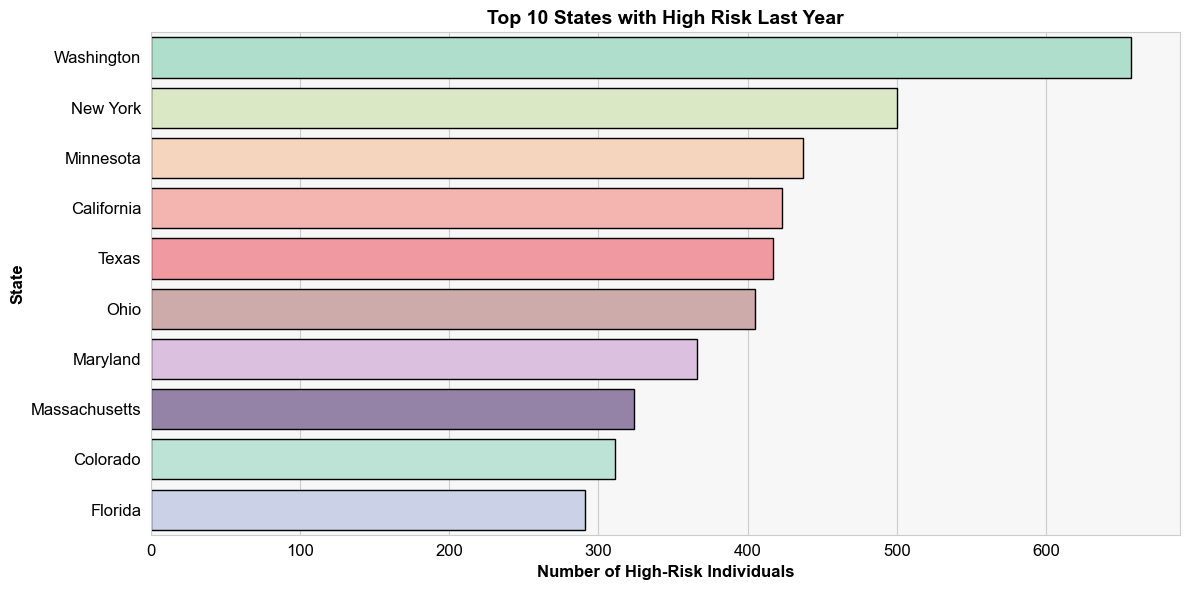 Top 10 States with High Risk Last Year
State
Washington
New York
Minnesota
California
Texas
Ohio
Maryland
Massachusetts
Colorado
Florida
0 100 200 300 400 500 600
Number of High-Risk Individuals